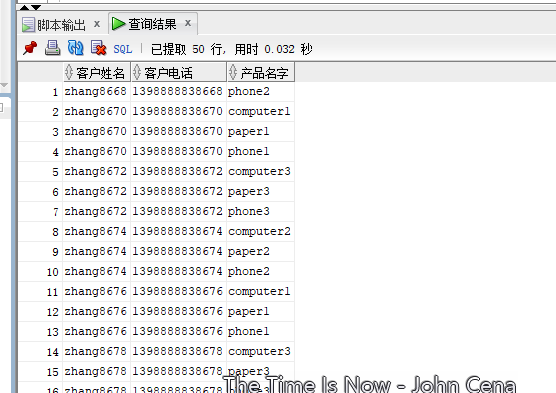 脚本输出 × 查询结果 ×
SQL | 已提取 50 行, 用时 0.032 秒
客户姓名 客户电话 产品名字
1 zhang8668 1398888838668 phone2
2 zhang8670 1398888838670 computer1
3 zhang8670 1398888838670 paper1
4 zhang8670 1398888838670 phone1
5 zhang8672 1398888838672 computer3
6 zhang8672 1398888838672 paper3
7 zhang8672 1398888838672 phone3
8 zhang8674 1398888838674 computer2
9 zhang8674 1398888838674 paper2
10 zhang8674 1398888838674 phone2
11 zhang8676 1398888838676 computer1
12 zhang8676 1398888838676 paper1
13 zhang8676 1398888838676 phone1
14 zhang8678 1398888838678 computer3
15 zhang8678 1398888838678 paper3
16 zhang8678 1398888838678 phone3
The Time Is Now - John Cena